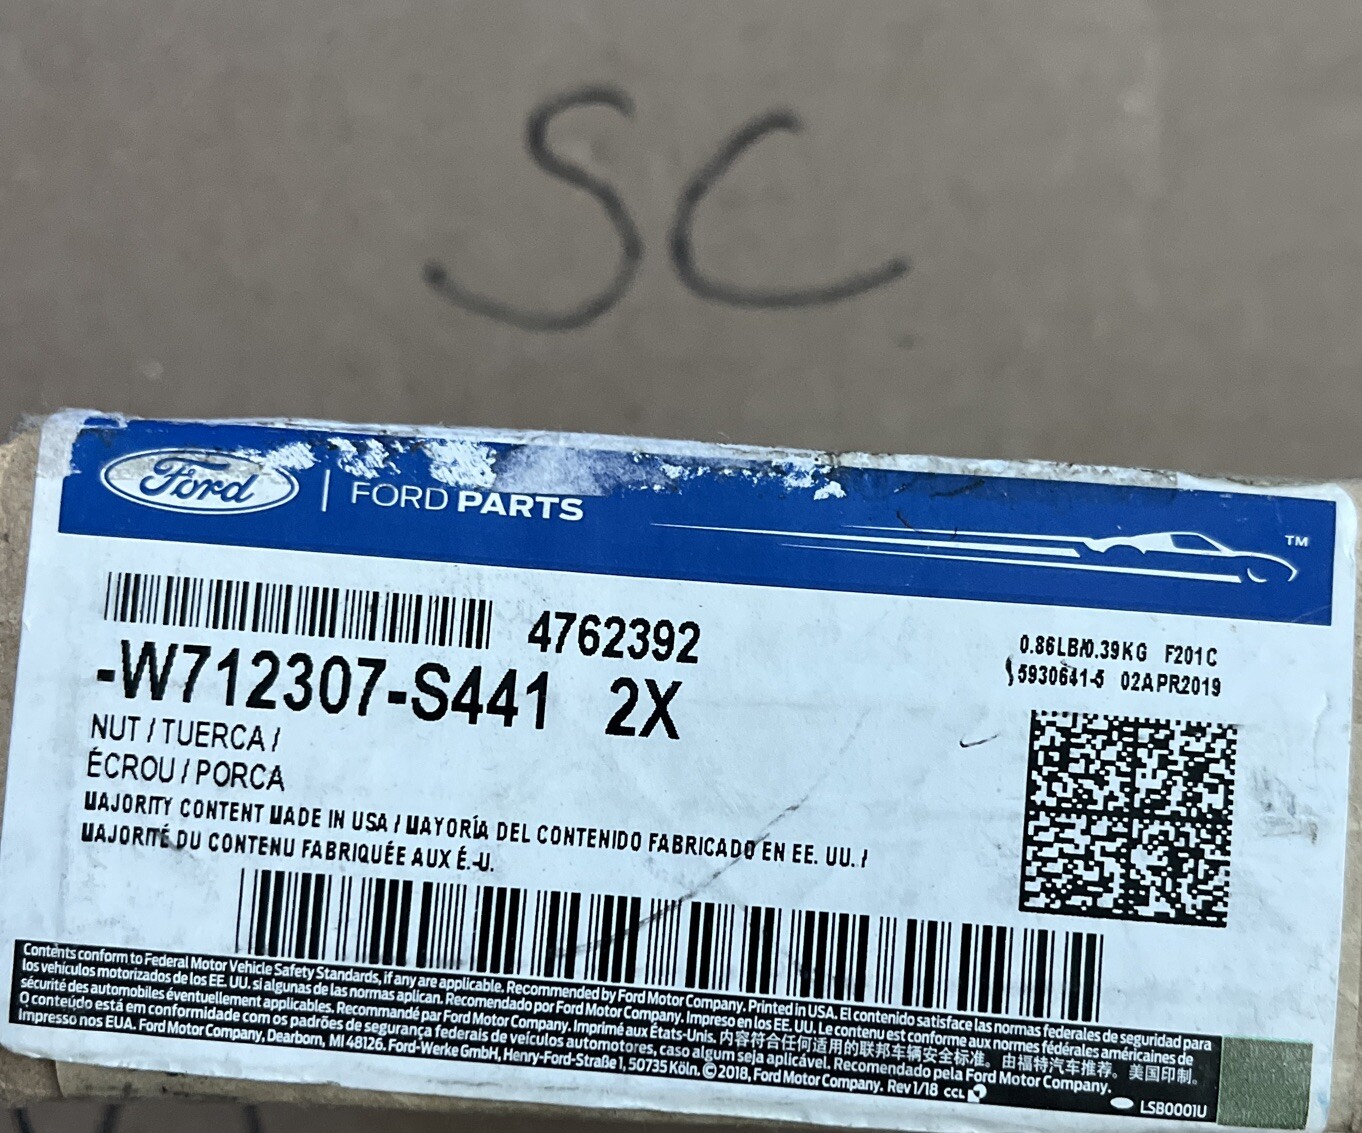 SC
Ford | FORD PARTS
TM
4762392
0.86LB/0.39KG F201C
-W712307-S441 2X
5930641-5 02APR2019
NUT / TUERCA /
ÉCROU / PORCA
MAJORITY CONTENT MADE IN USA / MAYORÍA DEL CONTENIDO FABRICADO EN EE. UU. /
MAJORITÉ DU CONTENU FABRIQUÉE AUX É.-U.
Contents conform to Federal Motor Vehicle Safety Standards, if any are applicable. Recommended by Ford Motor Company. Printed in USA. El contenido satisface las normas federales de seguridad para
los vehículos motorizados de los EE. UU. si algunas de las normas aplican. Recomendado por Ford Motor Company. Impreso en los EE. UU. Le contenu est conforme aux normes fédérales américaines de
sécurité des automobiles éventuellement applicables. Recommandé par Ford Motor Company. Imprimé aux États-Unis. 内容符合任何适用的联邦车辆安全标准。由福特汽车推荐。美国印制。
O conteúdo está em conformidade com os padrões de segurança federais de veículos automotores, caso algum seja aplicável. Recomendado pela Ford Motor Company.
Impresso nos EUA. Ford Motor Company, Dearborn, MI 48126. Ford-Werke GmbH, Henry-Ford-Straße 1, 50735 Köln. © 2018, Ford Motor Company. Rev 1/18 CCL
LSB0001U